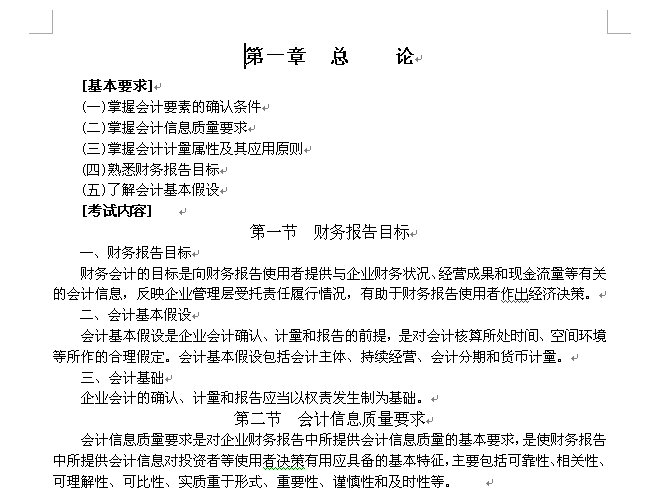 第一章 总 论
[基本要求]
(一)掌握会计要素的确认条件
(二)掌握会计信息质量要求
(三)掌握会计计量属性及其应用原则
(四)熟悉财务报告目标
(五)了解会计基本假设
[考试内容]
第一节 财务报告目标
一、财务报告目标
财务会计的目标是向财务报告使用者提供与企业财务状况、经营成果和现金流量等有关
的会计信息，反映企业管理层受托责任履行情况，有助于财务报告使用者作出经济决策。
二、会计基本假设
会计基本假设是企业会计确认、计量和报告的前提，是对会计核算所处时间、空间环境
等所作的合理假定。会计基本假设包括会计主体、持续经营、会计分期和货币计量。
三、会计基础
企业会计的确认、计量和报告应当以权责发生制为基础。
第二节 会计信息质量要求
会计信息质量要求是对企业财务报告中所提供会计信息质量的基本要求，是使财务报告
中所提供会计信息对投资者等使用者决策有用应具备的基本特征，主要包括可靠性、相关性、
可理解性、可比性、实质重于形式、重要性、谨慎性和及时性等。